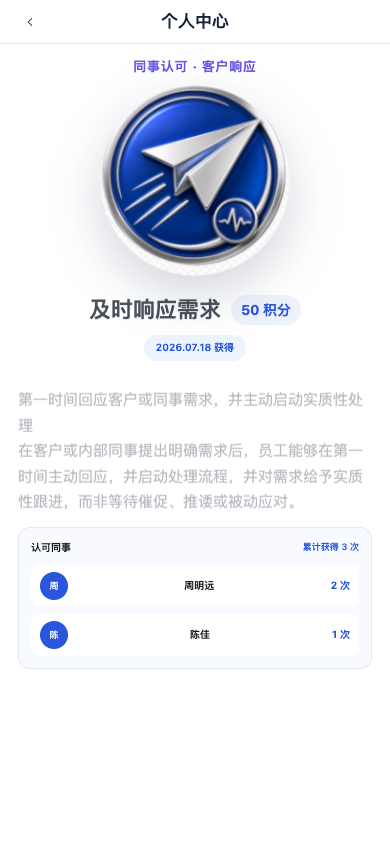 个人中心
同事认可 · 客户响应
及时响应需求
50 积分
2026.07.18 获得
第一时间回应客户或同事需求，并主动启动实质性处
理
在客户或内部同事提出明确需求后，员工能够在第一
时间主动回应，并启动处理流程，并对需求给予实质
性跟进，而非等待催促、推诿或被动应对。
认可同事
累计获得 3 次
周
周明远
2 次
陈
陈佳
1 次